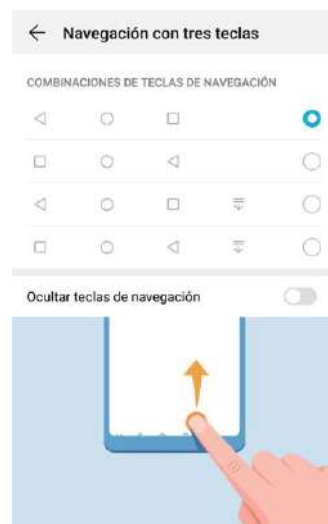 Navegación con tres teclas
COMBINACIONES DE TECLAS DE NAVEGACIÓN
Ocultar teclas de navegación